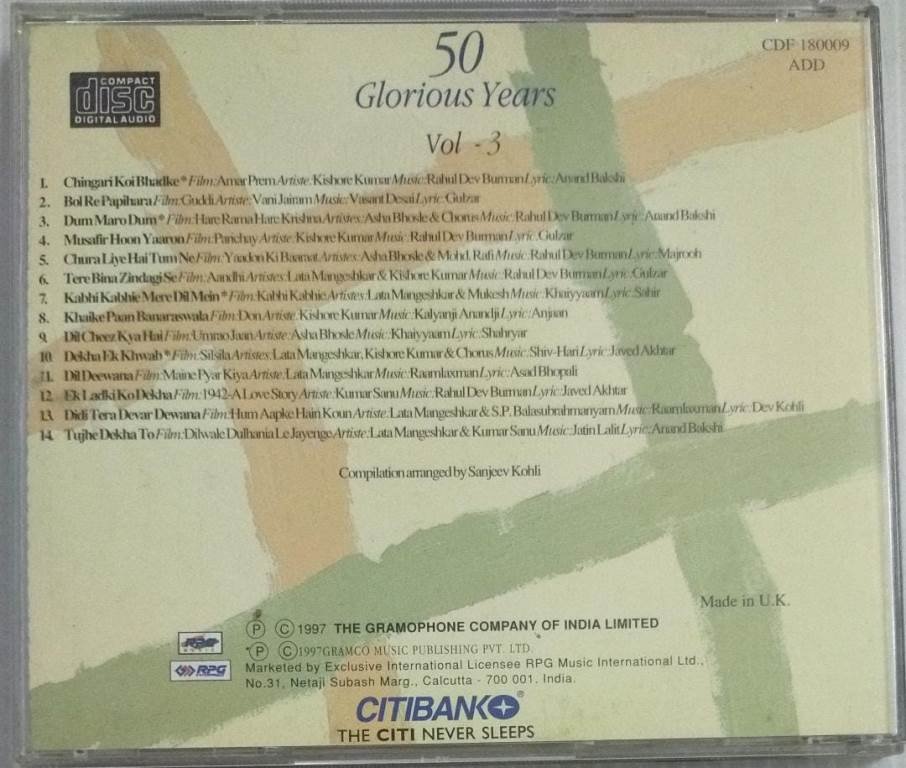 50
Glorious Years
Vol - 3
CDF 180009
ADD
COMPACT
disc
DIGITAL AUDIO
1. Chingari Koi Bhadke * Film: Amar Prem Artiste: Kishore Kumar Music: Rahul Dev Burman Lyric: Anand Bakshi
2. Bol Re Papihara Film: Guddi Artiste: Vani Jairam Music: Vasant Desai Lyric: Gulzar
3. Dum Maro Dum * Film: Hare Rama Hare Krishna Artistes: Asha Bhosle & Chorus Music: Rahul Dev Burman Lyric: Anand Bakshi
4. Musafir Hoon Yaaron Film: Parichay Artiste: Kishore Kumar Music: Rahul Dev Burman Lyric: Gulzar
5. Chura Liye Hai Tum Ne Film: Yaadon Ki Baarnat Artistes: Asha Bhosle & Mohd. Rafi Music: Rahul Dev Burman Lyric: Majrooh
6. Tere Bina Zindagi Se Film: Aandhi Artistes: Lata Mangeshkar & Kishore Kumar Music: Rahul Dev Burman Lyric: Gulzar
7. Kabhi Kabhie Mere Dil Mein * Film: Kabhi Kabhie Artistes: Lata Mangeshkar & Mukesh Music: Khaiyyaam Lyric: Sahir
8. Khaike Paan Banaraswala Film: Don Artiste: Kishore Kumar Music: Kalyanji Anandji Lyric: Anjaan
9. Dil Cheez Kya Hai Film: Umrao Jaan Artiste: Asha Bhosle Music: Khaiyyaam Lyric: Shahryar
10. Dekha Ek Khwab * Film: Silsila Artistes: Lata Mangeshkar, Kishore Kumar & Chorus Music: Shiv-Hari Lyric: Javed Akhtar
11. Dil Deewana Film: Maine Pyar Kiya Artiste: Lata Mangeshkar Music: Raamlaxman Lyric: Asad Bhopali
12. Ek Ladki Ko Dekha Film: 1942-A Love Story Artiste: Kumar Sanu Music: Rahul Dev Burman Lyric: Javed Akhtar
13. Didi Tera Devar Dewana Film: Hum Aapke Hain Koun Artiste: Lata Mangeshkar & S.P. Balasubrahmanyam Music: Raamlaxman Lyric: Dev Kohli
14. Tujhe Dekha To Film: Dilwale Dulhania Le Jayenge Artiste: Lata Mangeshkar & Kumar Sanu Music: Jatin Lalit Lyric: Anand Bakshi
Compilation arranged by Sanjeev Kohli
Made in U.K.
Ⓟ Ⓒ 1997 THE GRAMOPHONE COMPANY OF INDIA LIMITED
*Ⓟ Ⓒ 1997 GRAMCO MUSIC PUBLISHING PVT. LTD.
Marketed by Exclusive International Licensee RPG Music International Ltd.,
No.31, Netaji Subash Marg., Calcutta - 700 001. India.
RPG
MUSIC
RPG
CITIBANK®
THE CITI NEVER SLEEPS